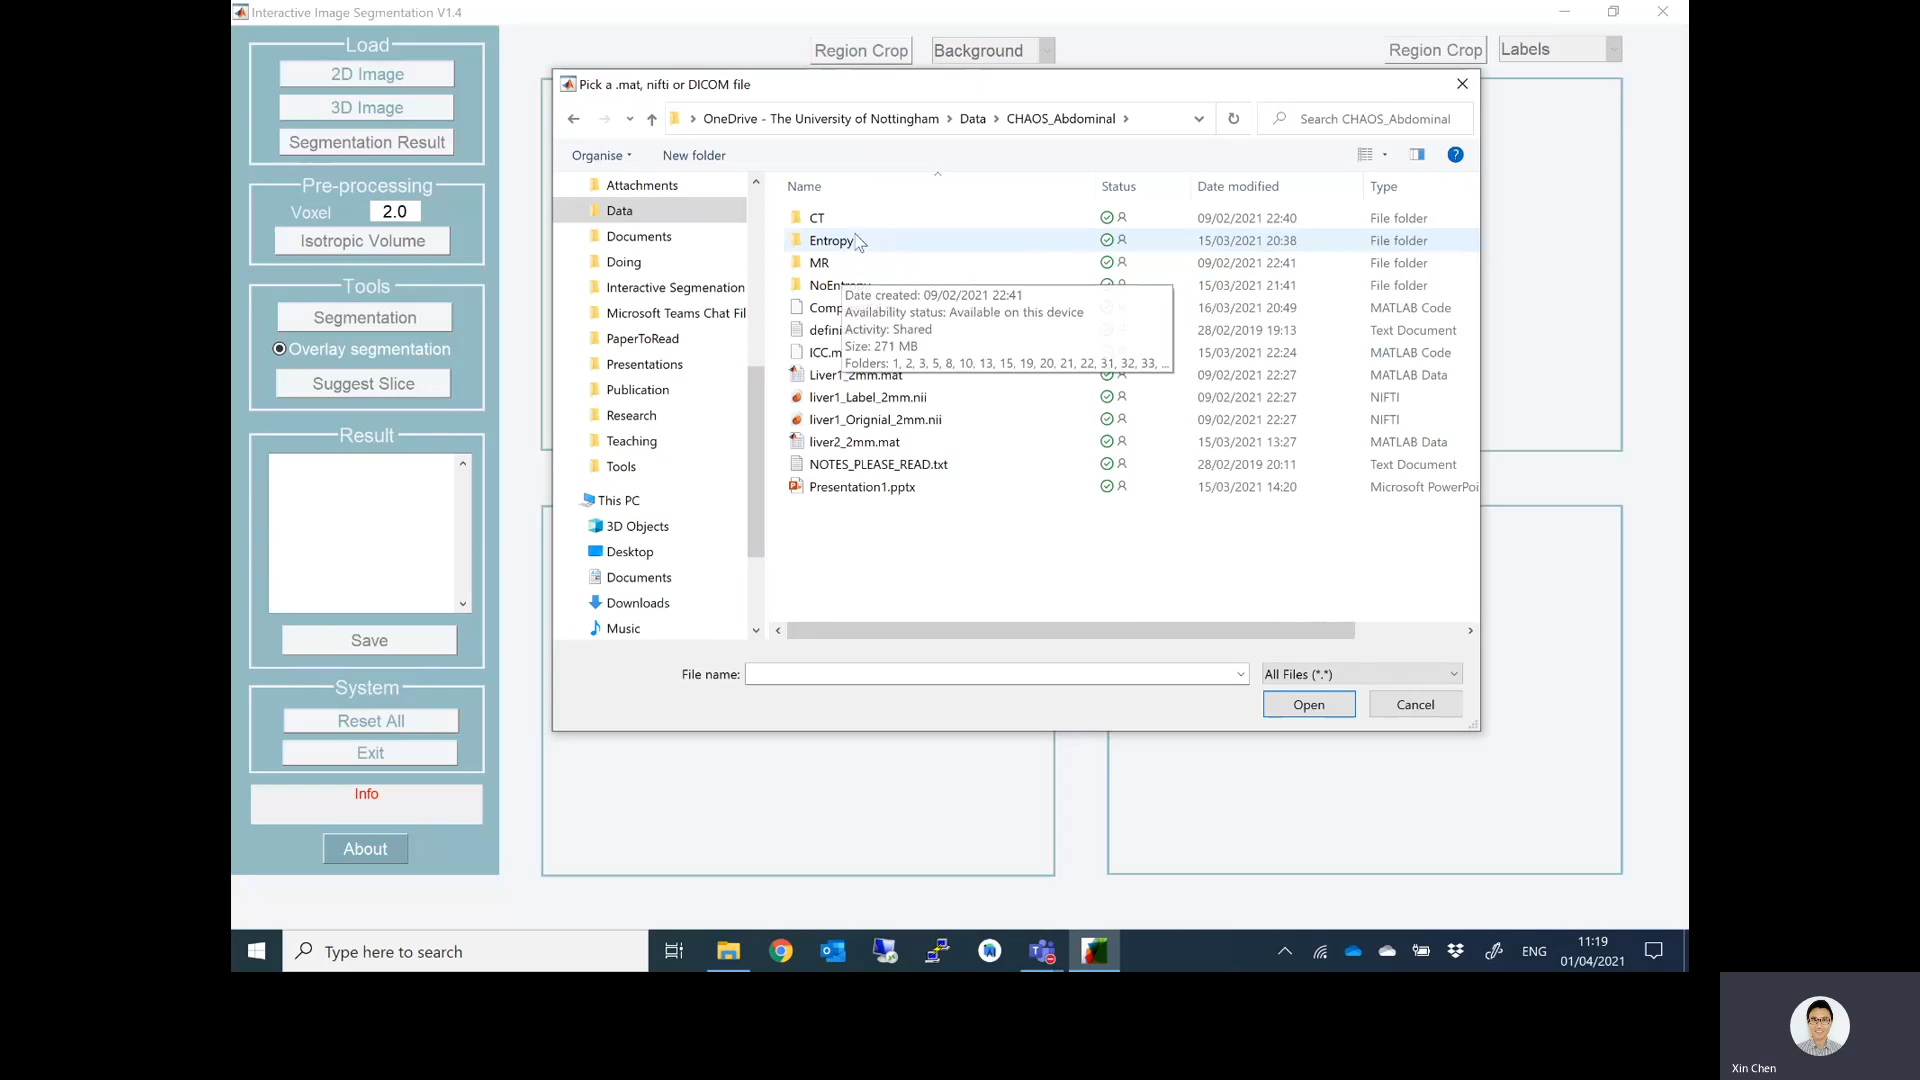 Interactive Image Segmentation V1.4
Load
2D Image
3D Image
Segmentation Result
Pre-processing
Voxel 2.0
Isotropic Volume
Tools
Segmentation
Overlay segmentation
Suggest Slice
Result
Save
System
Reset All
Exit
Info
About
Region Crop Background
Region Crop Labels
Pick a .mat, nifti or DICOM file
OneDrive - The University of Nottingham > Data > CHAOS_Abdominal >
Search CHAOS_Abdominal
Organise New folder
Attachments
Data
Documents
Doing
Interactive Segmenation
Microsoft Teams Chat Fil
PaperToRead
Presentations
Publication
Research
Teaching
Tools
This PC
3D Objects
Desktop
Documents
Downloads
Music
Name Status Date modified Type
CT 09/02/2021 22:40 File folder
Entropy 15/03/2021 20:38 File folder
MR 09/02/2021 22:41 File folder
NoEntropy 15/03/2021 21:41 File folder
Comp 16/03/2021 20:49 MATLAB Code
defini 28/02/2019 19:13 Text Document
ICC.m 15/03/2021 22:24 MATLAB Code
Liver1_2mm.mat 09/02/2021 22:27 MATLAB Data
liver1_Label_2mm.nii 09/02/2021 22:27 NIFTI
liver1_Orignial_2mm.nii 09/02/2021 22:27 NIFTI
liver2_2mm.mat 15/03/2021 13:27 MATLAB Data
NOTES_PLEASE_READ.txt 28/02/2019 20:11 Text Document
Presentation1.pptx 15/03/2021 14:20 Microsoft PowerPoi
Date created: 09/02/2021 22:41
Availability status: Available on this device
Activity: Shared
Size: 271 MB
Folders: 1, 2, 3, 5, 8, 10, 13, 15, 19, 20, 21, 22, 31, 32, 33, ...
File name: All Files (*.*)
Open Cancel
Type here to search
ENG
11:19
01/04/2021
Xin Chen